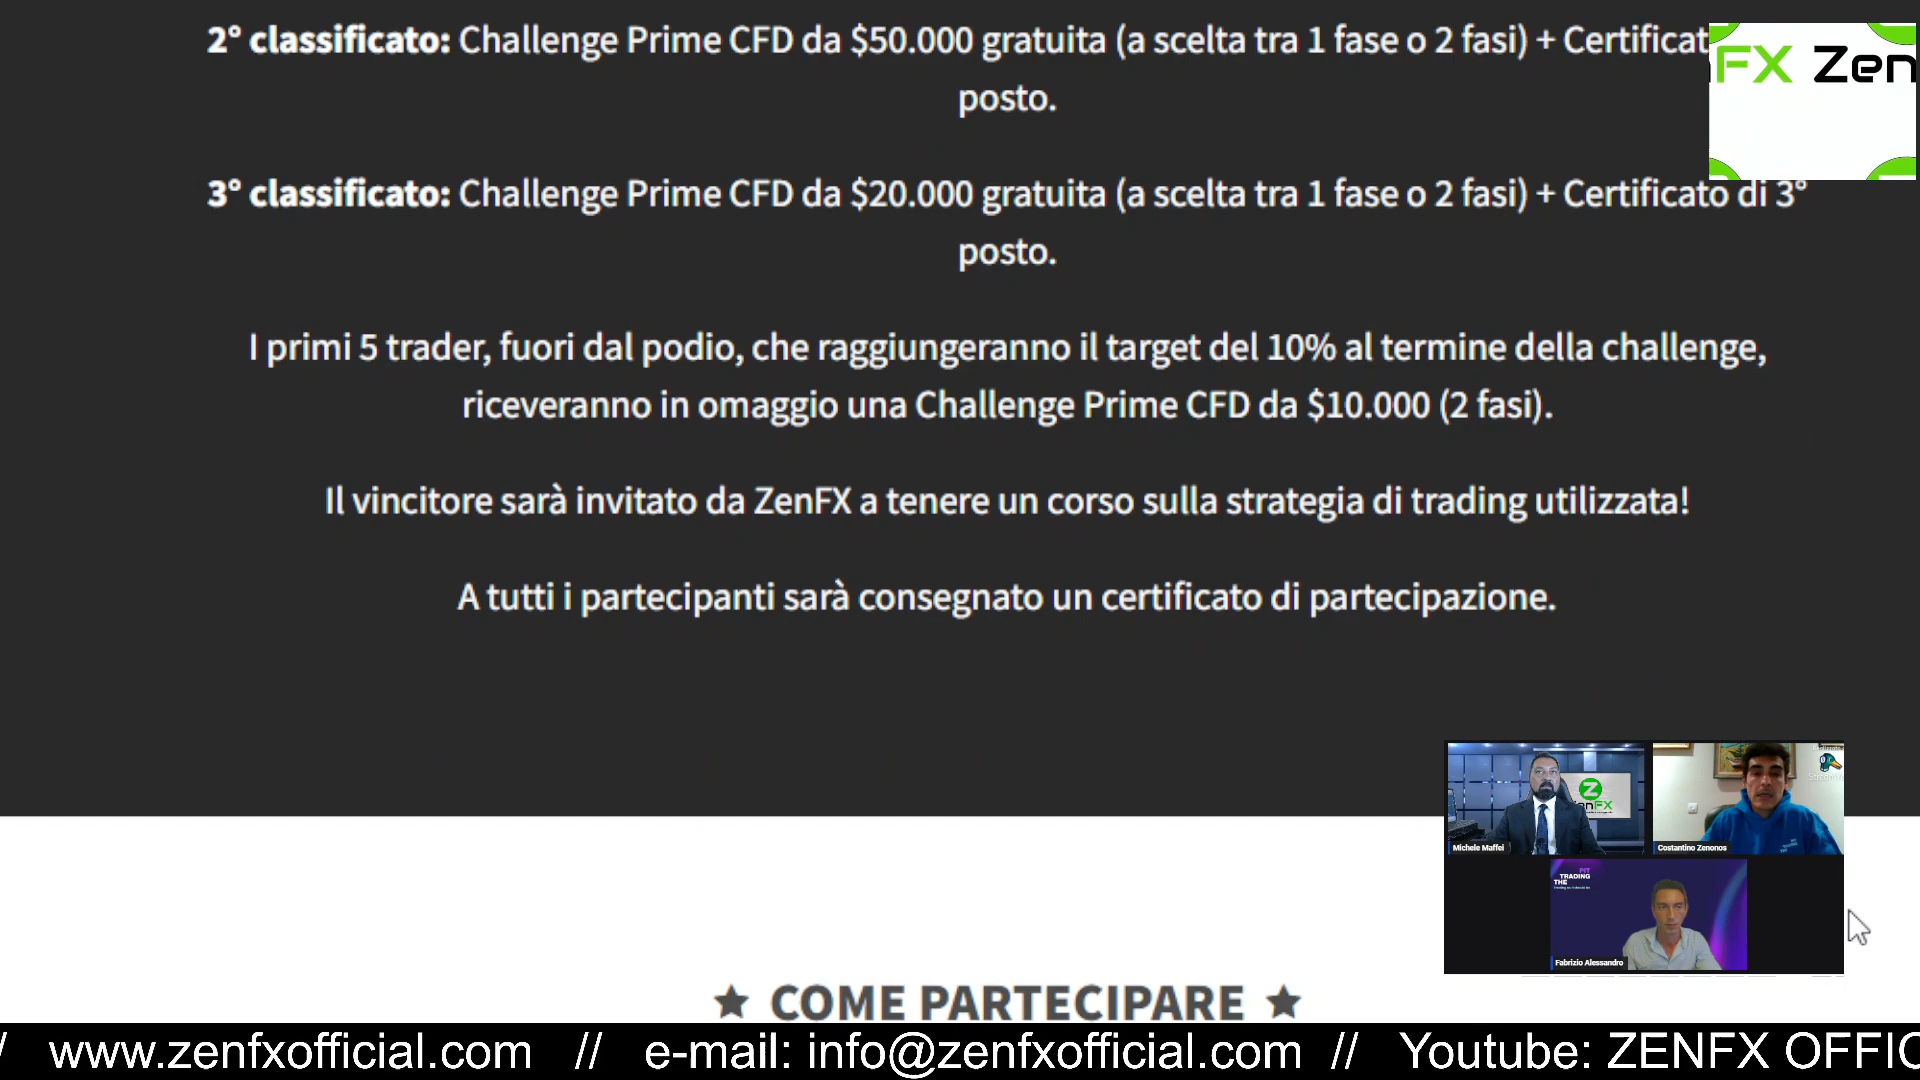 2° classificato: Challenge Prime CFD da $50.000 gratuita (a scelta tra 1 fase o 2 fasi) + Certificat
FX Zen
posto.
3° classificato: Challenge Prime CFD da $20.000 gratuita (a scelta tra 1 fase o 2 fasi) + Certificato di 3°
posto.
I primi 5 trader, fuori dal podio, che raggiungeranno il target del 10% al termine della challenge,
riceveranno in omaggio una Challenge Prime CFD da $10.000 (2 fasi).
Il vincitore sarà invitato da ZenFX a tenere un corso sulla strategia di trading utilizzata!
A tutti i partecipanti sarà consegnato un certificato di partecipazione.
Z
ZenFX
Michele Maffei
Costantino Zenonos
PIT
TRADING
THE
Fabrizio Alessandro
★ COME PARTECIPARE ★
/ www.zenfxofficial.com // e-mail: info@zenfxofficial.com // Youtube: ZENFX OFFIC